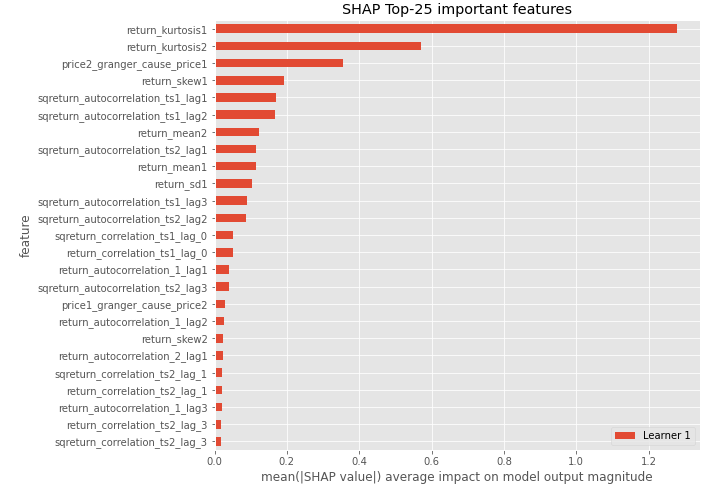 SHAP Top-25 important features
return_kurtosis1
return_kurtosis2
price2_granger_cause_price1
return_skew1
sqreturn_autocorrelation_ts1_lag1
sqreturn_autocorrelation_ts1_lag2
return_mean2
sqreturn_autocorrelation_ts2_lag1
return_mean1
return_sd1
sqreturn_autocorrelation_ts1_lag3
sqreturn_autocorrelation_ts2_lag2
sqreturn_correlation_ts1_lag_0
return_correlation_ts1_lag_0
return_autocorrelation_1_lag1
sqreturn_autocorrelation_ts2_lag3
price1_granger_cause_price2
return_autocorrelation_1_lag2
return_skew2
return_autocorrelation_2_lag1
sqreturn_correlation_ts2_lag_1
return_correlation_ts2_lag_1
return_autocorrelation_1_lag3
return_correlation_ts2_lag_3
sqreturn_correlation_ts2_lag_3
feature
Learner 1
0.0 0.2 0.4 0.6 0.8 1.0 1.2
mean(|SHAP value|) average impact on model output magnitude